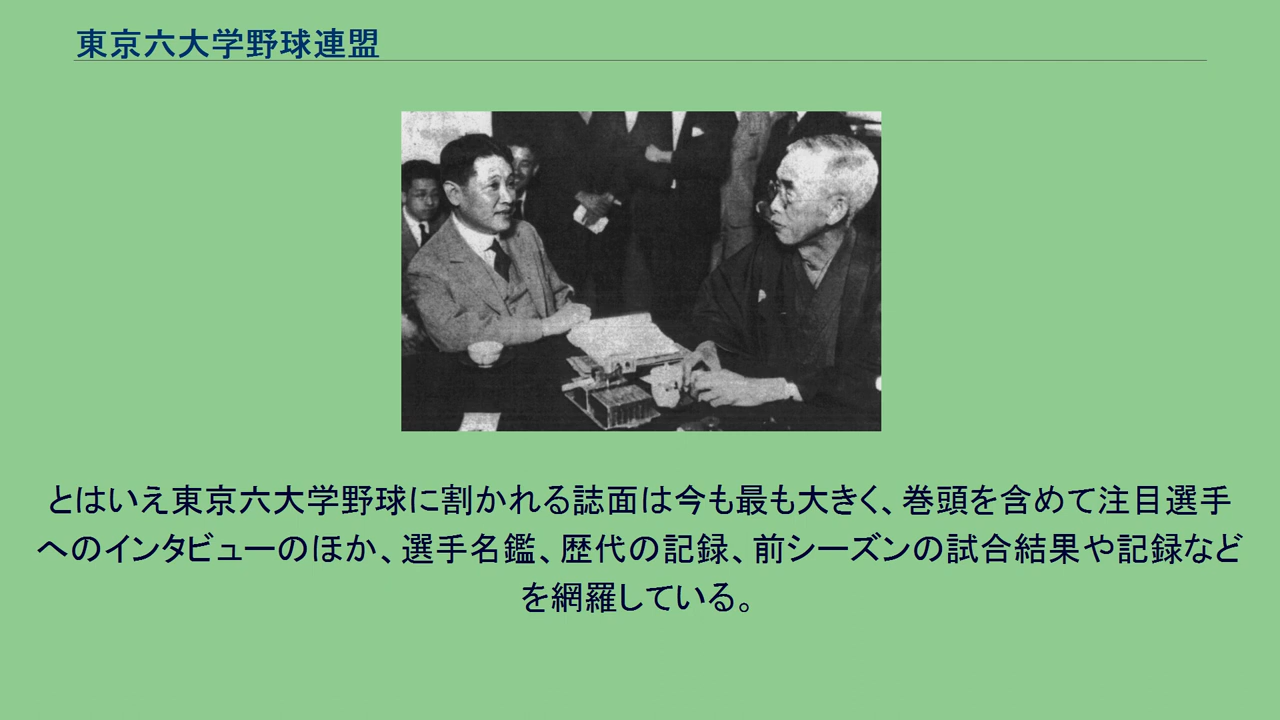 東京六大学野球連盟
とはいえ東京六大学野球に割かれる誌面は今も最も大きく、巻頭を含めて注目選手
へのインタビューのほか、選手名鑑、歴代の記録、前シーズンの試合結果や記録など
を網羅している。